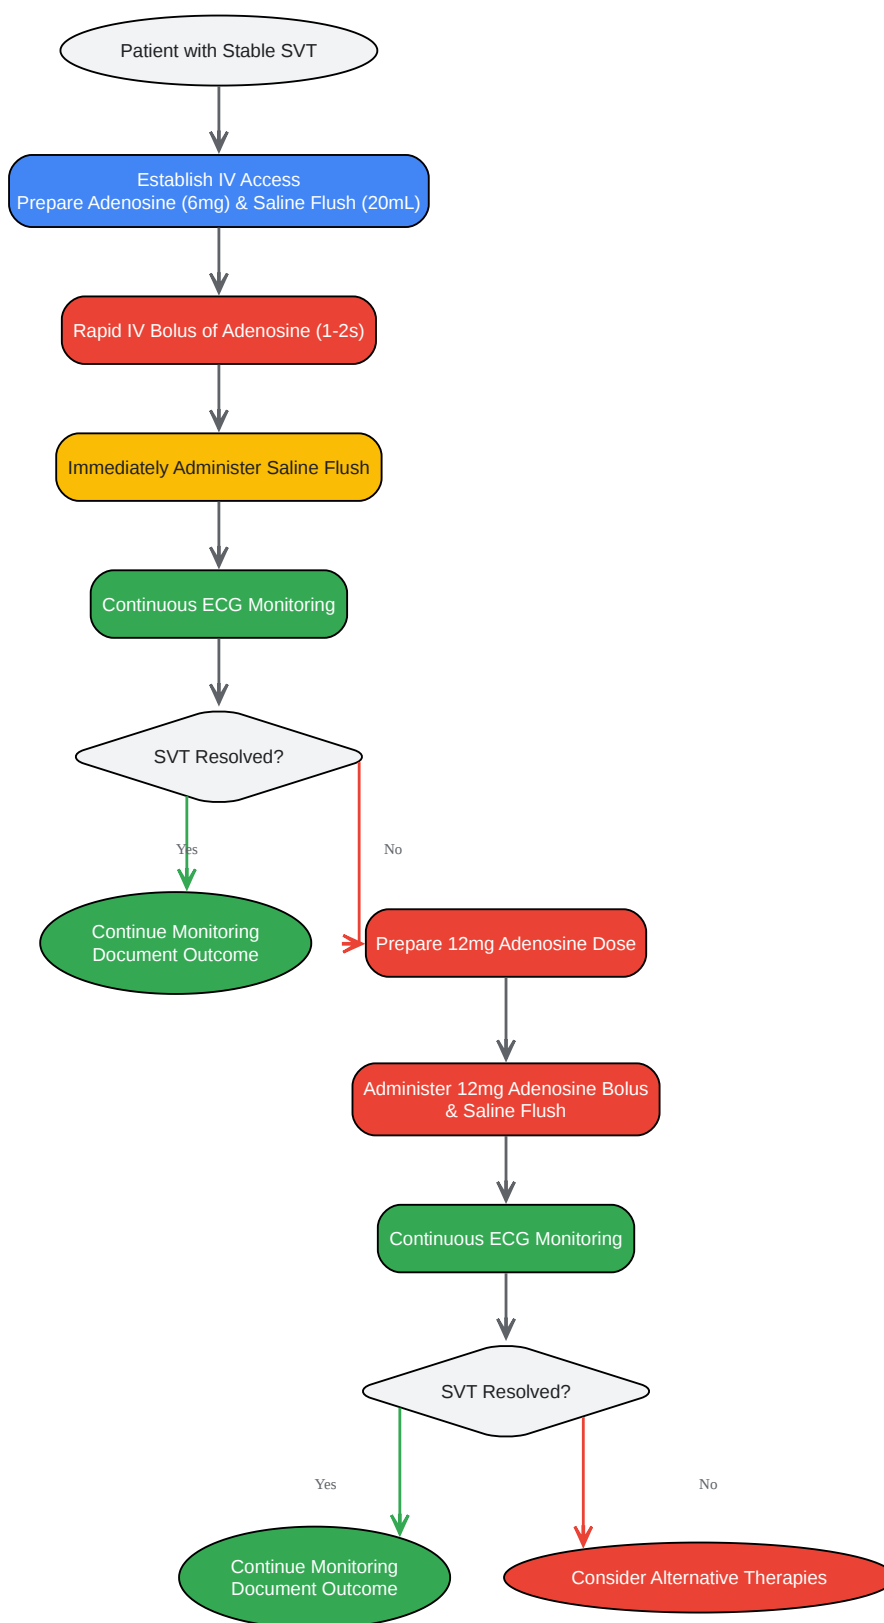 Patient with Stable SVT
Establish IV Access
Prepare Adenosine (6mg) & Saline Flush (20mL)
Rapid IV Bolus of Adenosine (1-2s)
Immediately Administer Saline Flush
Continuous ECG Monitoring
SVT Resolved?
Yes
No
Continue Monitoring
Document Outcome
Prepare 12mg Adenosine Dose
Administer 12mg Adenosine Bolus
& Saline Flush
Continuous ECG Monitoring
SVT Resolved?
Yes
No
Continue Monitoring
Document Outcome
Consider Alternative Therapies